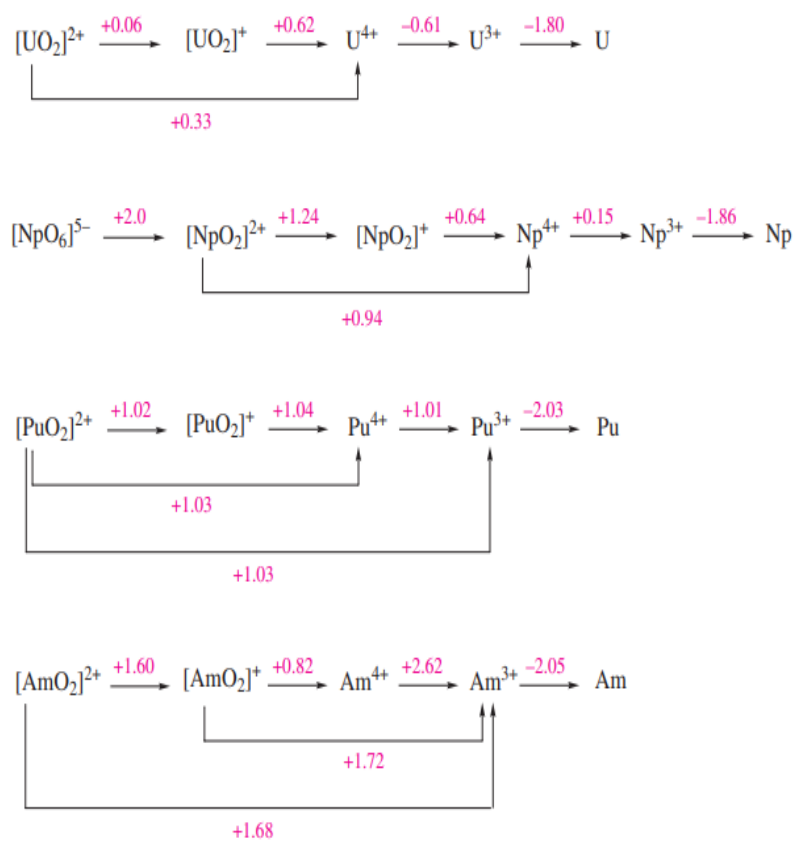 +0.06 +0.62 –0.61 –1.80
[UO₂]²⁺ [UO₂]⁺ U⁴⁺ U³⁺ U
+0.33
+2.0 +1.24 +0.64 +0.15 –1.86
[NpO₆]⁵⁻ [NpO₂]²⁺ [NpO₂]⁺ Np⁴⁺ Np³⁺ Np
+0.94
+1.02 +1.04 +1.01 –2.03
[PuO₂]²⁺ [PuO₂]⁺ Pu⁴⁺ Pu³⁺ Pu
+1.03
+1.03
+1.60 +0.82 +2.62 –2.05
[AmO₂]²⁺ [AmO₂]⁺ Am⁴⁺ Am³⁺ Am
+1.72
+1.68